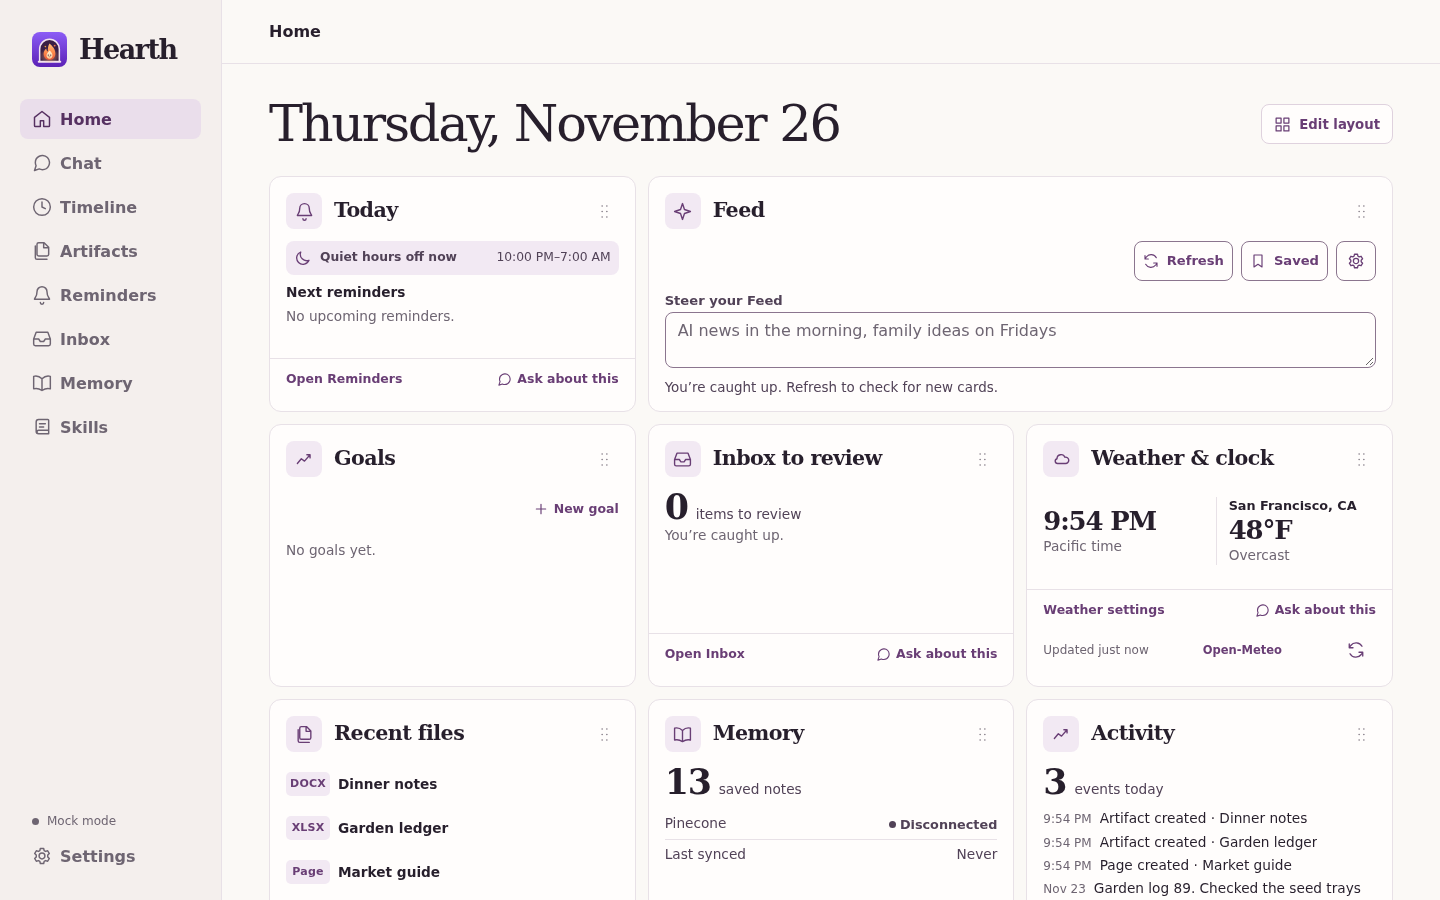 Hearth
Home
Chat
Timeline
Artifacts
Reminders
Inbox
Memory
Skills
Mock mode
Settings
Home
Thursday, November 26
Edit layout
Today
Quiet hours off now 10:00 PM–7:00 AM
Next reminders
No upcoming reminders.
Open Reminders Ask about this
Feed
Refresh Saved
Steer your Feed
AI news in the morning, family ideas on Fridays
You’re caught up. Refresh to check for new cards.
Goals
New goal
No goals yet.
Inbox to review
0 items to review
You’re caught up.
Open Inbox Ask about this
Weather & clock
9:54 PM
Pacific time
San Francisco, CA
48°F
Overcast
Weather settings Ask about this
Updated just now Open-Meteo
Recent files
DOCX Dinner notes
XLSX Garden ledger
Page Market guide
Memory
13 saved notes
Pinecone Disconnected
Last synced Never
Activity
3 events today
9:54 PM Artifact created · Dinner notes
9:54 PM Artifact created · Garden ledger
9:54 PM Page created · Market guide
Nov 23 Garden log 89. Checked the seed trays